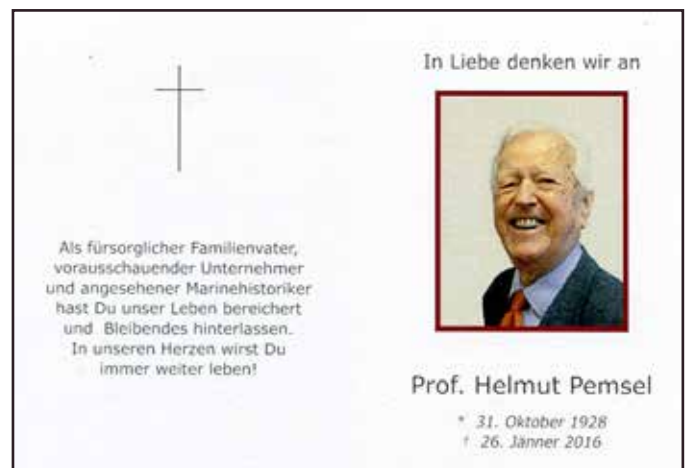 Als fürsorglicher Familienvater,
vorausschauender Unternehmer
und angesehener Marinehistoriker
hast Du unser Leben bereichert
und Bleibendes hinterlassen.
In unseren Herzen wirst Du
immer weiter leben!
In Liebe denken wir an
Prof. Helmut Pemsel
* 31. Oktober 1928
† 26. Jänner 2016